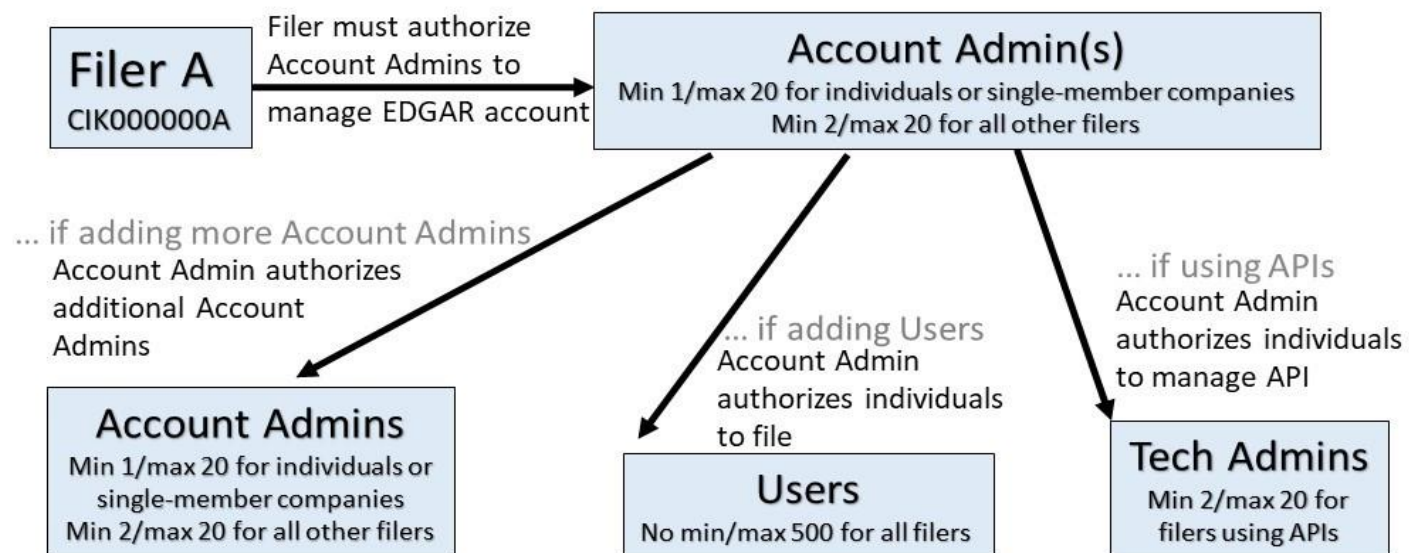 Filer A
CIK000000A
Filer must authorize
Account Admins to
manage EDGAR account
Account Admin(s)
Min 1/max 20 for individuals or single-member companies
Min 2/max 20 for all other filers
... if adding more Account Admins
Account Admin authorizes
additional Account
Admins
... if adding Users
Account Admin
authorizes individuals
to file
... if using APIs
Account Admin
authorizes individuals
to manage API
Account Admins
Min 1/max 20 for individuals or
single-member companies
Min 2/max 20 for all other filers
Users
No min/max 500 for all filers
Tech Admins
Min 2/max 20 for
filers using APIs